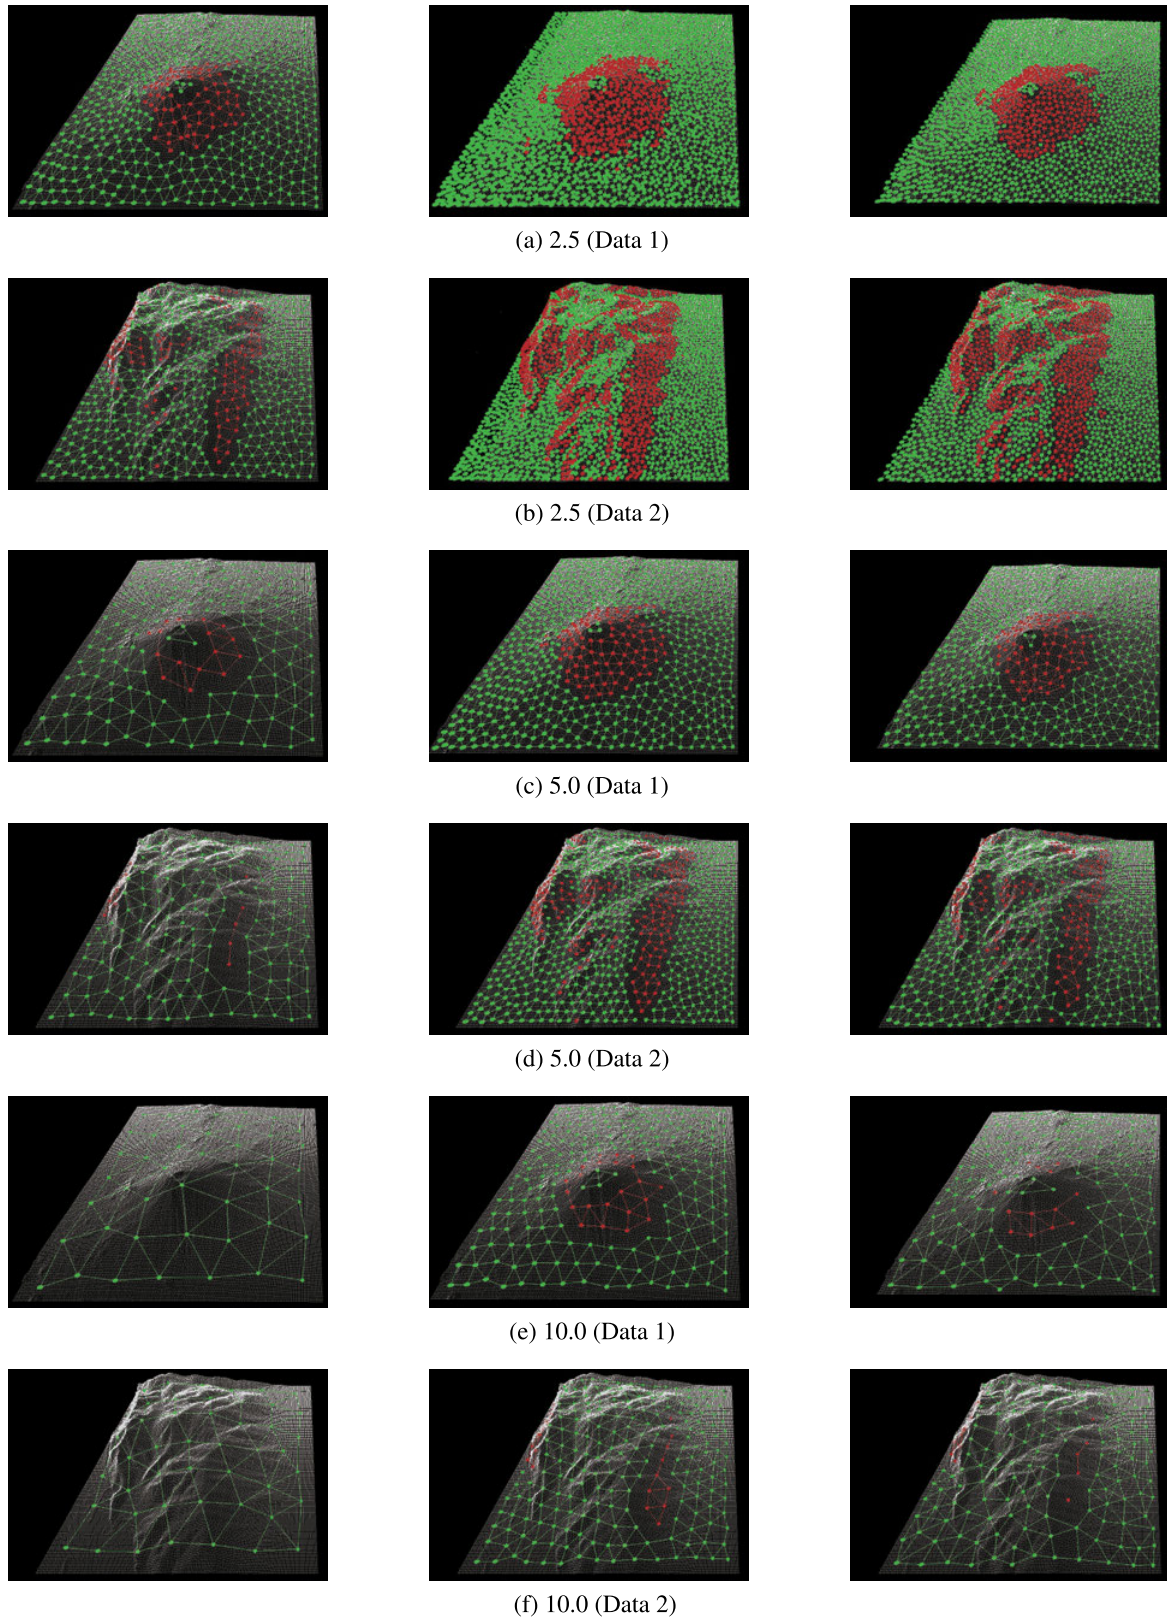 (a) 2.5 (Data 1)
(b) 2.5 (Data 2)
(c) 5.0 (Data 1)
(d) 5.0 (Data 2)
(e) 10.0 (Data 1)
(f) 10.0 (Data 2)